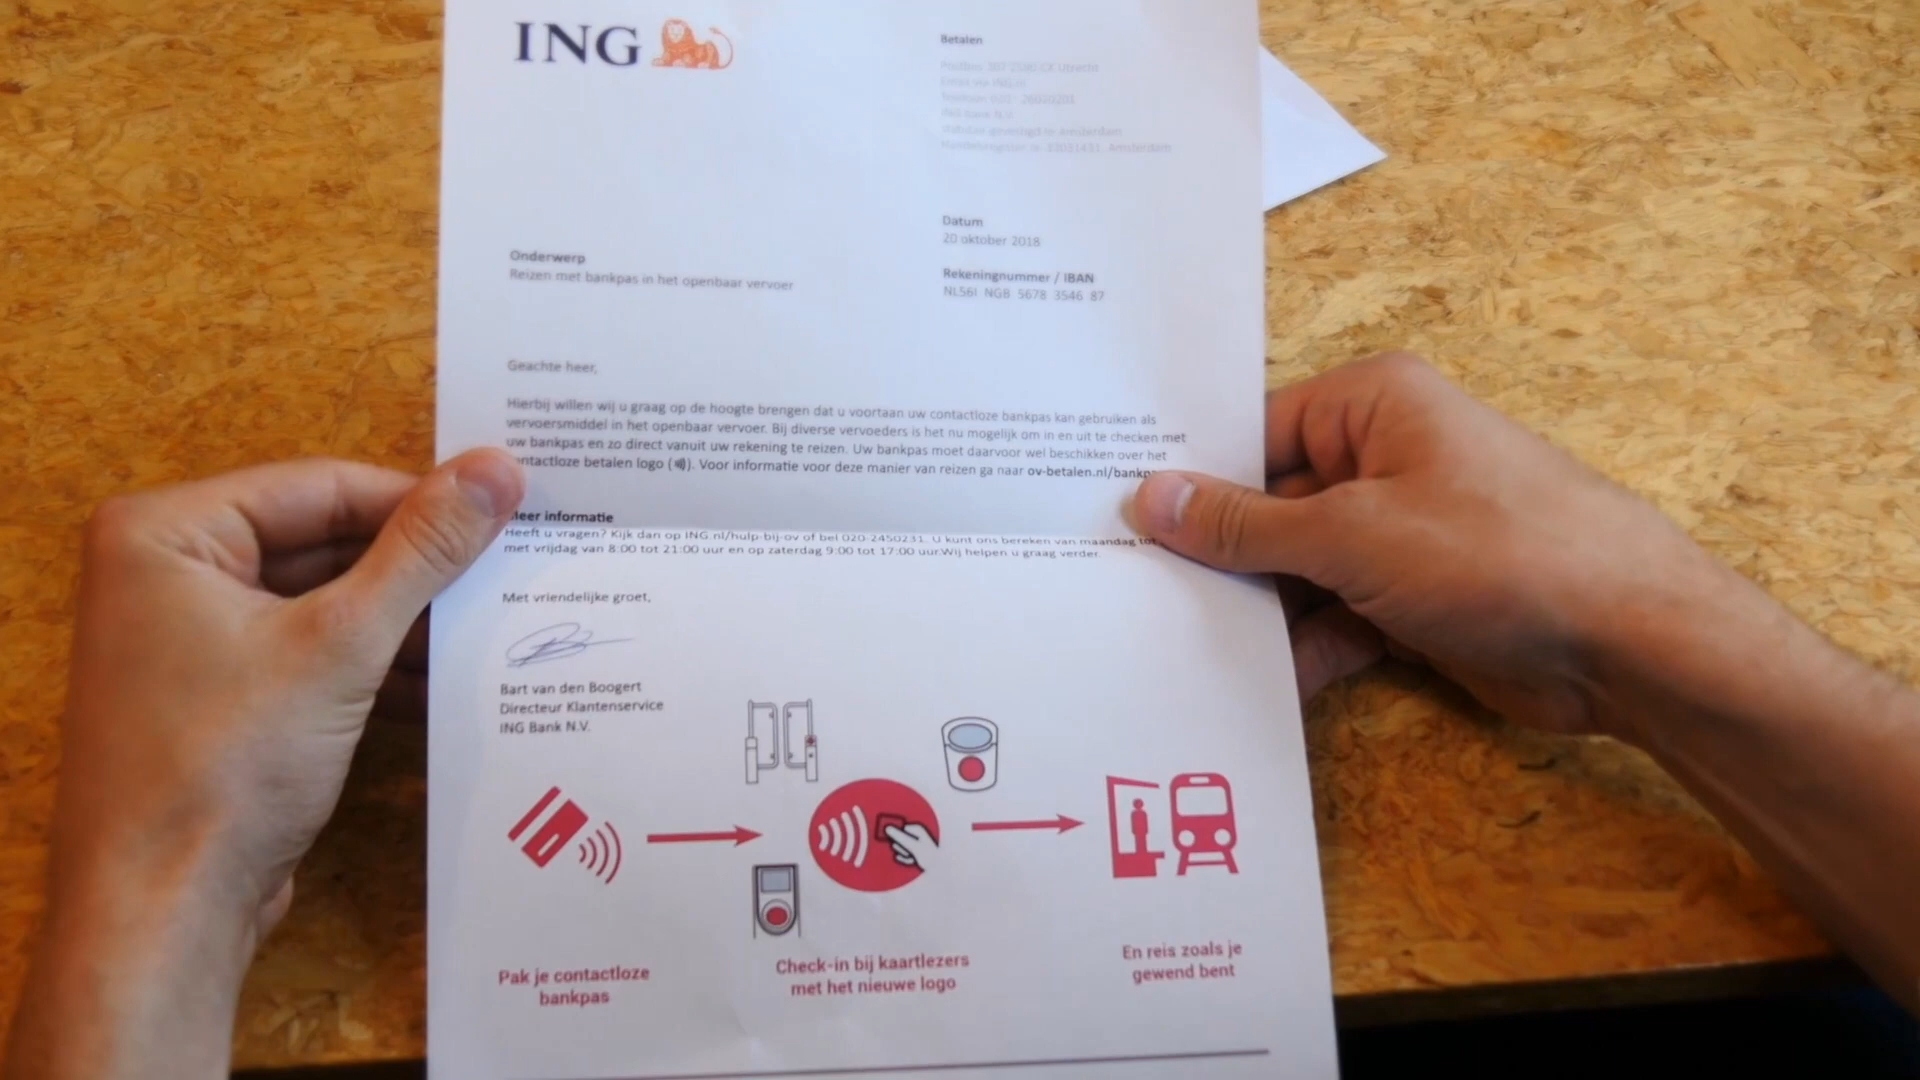 ING
Betalen
Datum
20 oktober 2018
Onderwerp
Reizen met bankpas in het openbaar vervoer
Rekeningnummer / IBAN
NL56I NGB 5678 3546 87
Geachte heer,
Hierbij willen wij u graag op de hoogte brengen dat u voortaan uw contactloze bankpas kan gebruiken als
vervoersmiddel in het openbaar vervoer. Bij diverse vervoeders is het nu mogelijk om in en uit te checken met
uw bankpas en zo direct vanuit uw rekening te reizen. Uw bankpas moet daarvoor wel beschikken over het
ntactloze betalen logo ( ). Voor informatie voor deze manier van reizen ga naar ov-betalen.nl/bankp
Meer informatie
Heeft u vragen? Kijk dan op ING.nl/hulp-bij-ov of bel 020-2450231. U kunt ons bereken van maandag tot
met vrijdag van 8:00 tot 21:00 uur en op zaterdag 9:00 tot 17:00 uur.Wij helpen u graag verder.
Met vriendelijke groet,
Bart van den Boogert
Directeur Klantenservice
ING Bank N.V.
Pak je contactloze
bankpas
Check-in bij kaartlezers
met het nieuwe logo
En reis zoals je
gewend bent